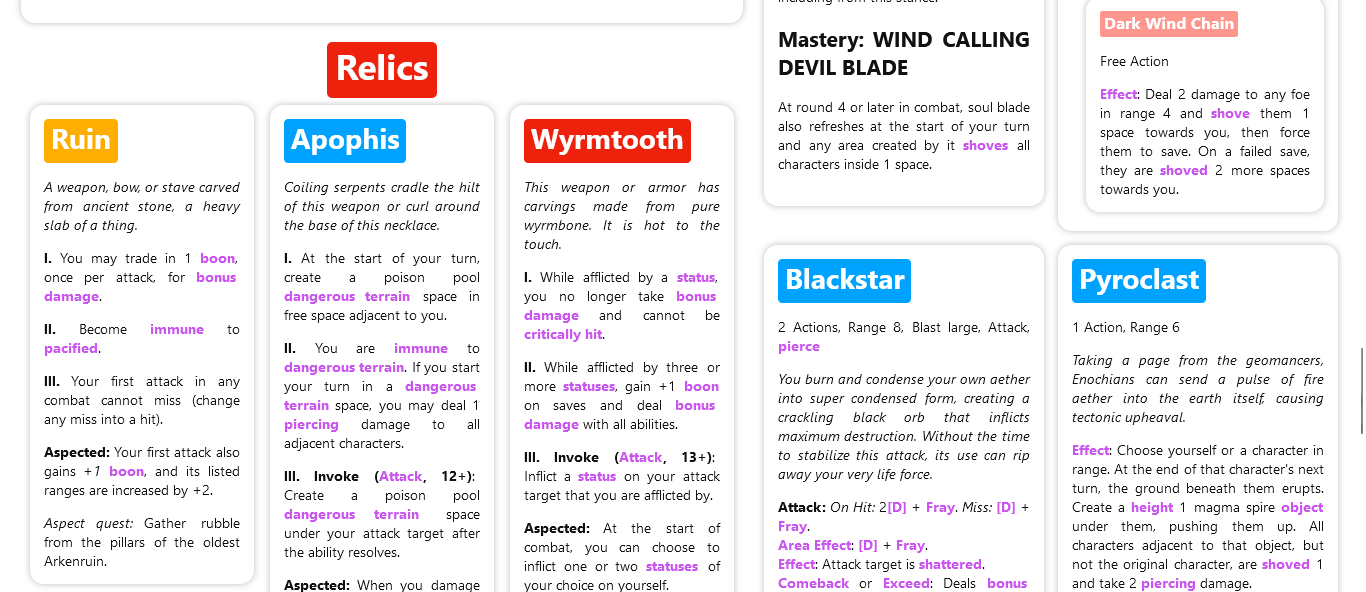 Relics
Ruin
A weapon, bow, or stave carved
from ancient stone, a heavy
slab of a thing.
I. You may trade in 1 boon,
once per attack, for bonus
damage.
II. Become immune to
pacified.
III. Your first attack in any
combat cannot miss (change
any miss into a hit).
Aspected: Your first attack also
gains +1 boon, and its listed
ranges are increased by +2.
Aspect quest: Gather rubble
from the pillars of the oldest
Arkenruin.
Apophis
Coiling serpents cradle the hilt
of this weapon or curl around
the base of this necklace.
I. At the start of your turn,
create a poison pool
dangerous terrain space in
free space adjacent to you.
II. You are immune to
dangerous terrain. If you start
your turn in a dangerous
terrain space, you may deal 1
piercing damage to all
adjacent characters.
III. Invoke (Attack, 12+):
Create a poison pool
dangerous terrain space
under your attack target after
the ability resolves.
Aspected: When you damage
Wyrmtooth
This weapon or armor has
carvings made from pure
wyrmbone. It is hot to the
touch.
I. While afflicted by a status,
you no longer take bonus
damage and cannot be
critically hit.
II. While afflicted by three or
more statuses, gain +1 boon
on saves and deal bonus
damage with all abilities.
III. Invoke (Attack, 13+):
Inflict a status on your attack
target that you are afflicted by.
Aspected: At the start of
combat, you can choose to
inflict one or two statuses of
your choice on yourself.
including from this stance.
Mastery: WIND CALLING
DEVIL BLADE
At round 4 or later in combat, soul blade
also refreshes at the start of your turn
and any area created by it shoves all
characters inside 1 space.
Dark Wind Chain
Free Action
Effect: Deal 2 damage to any foe
in range 4 and shove them 1
space towards you, then force
them to save. On a failed save,
they are shoved 2 more spaces
towards you.
Blackstar
2 Actions, Range 8, Blast large, Attack,
pierce
You burn and condense your own aether
into super condensed form, creating a
crackling black orb that inflicts
maximum destruction. Without the time
to stabilize this attack, its use can rip
away your very life force.
Attack: On Hit: 2[D] + Fray. Miss: [D] +
Fray.
Area Effect: [D] + Fray.
Effect: Attack target is shattered.
Comeback or Exceed: Deals bonus
Pyroclast
1 Action, Range 6
Taking a page from the geomancers,
Enochians can send a pulse of fire
aether into the earth itself, causing
tectonic upheaval.
Effect: Choose yourself or a character in
range. At the end of that character's next
turn, the ground beneath them erupts.
Create a height 1 magma spire object
under them, pushing them up. All
characters adjacent to that object, but
not the original character, are shoved 1
and take 2 piercing damage.